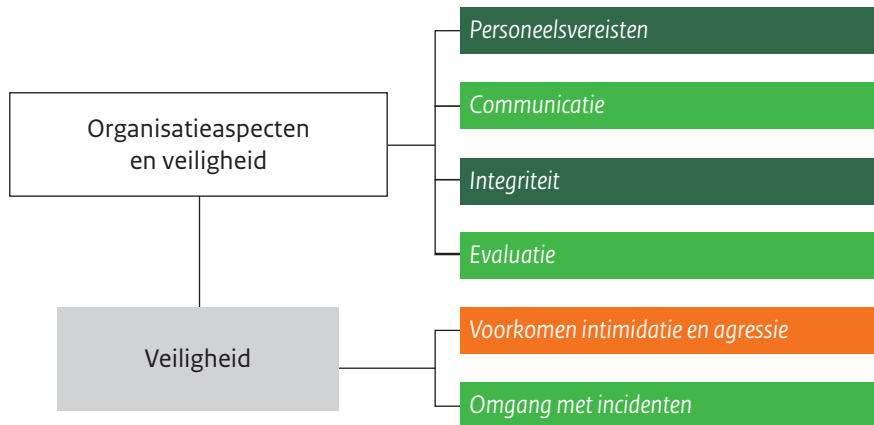 Personeelsvereisten
Communicatie
Organisatieaspecten
en veiligheid
Integriteit
Evaluatie
Voorkomen intimidatie en agressie
Veiligheid
Omgang met incidenten